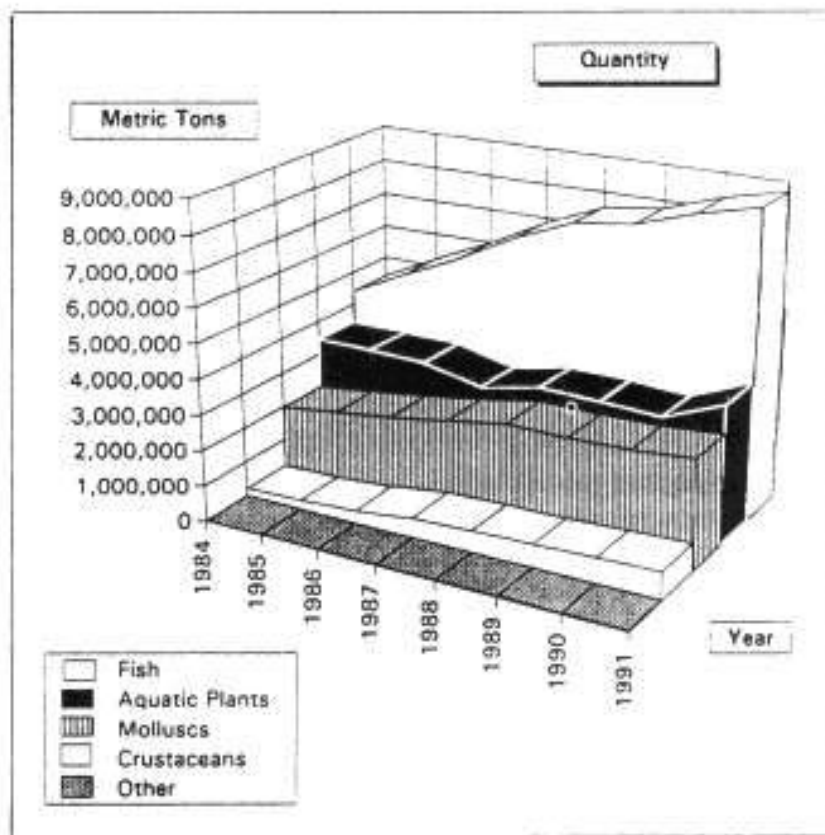 Quantity
Metric Tons
9,000,000
8,000,000
7,000,000
6,000,000
5,000,000
4,000,000
3,000,000
2,000,000
1,000,000
0
1984
1985
1986
1987
1988
1989
1990
1991
Year
Fish
Aquatic Plants
Molluscs
Crustaceans
Other